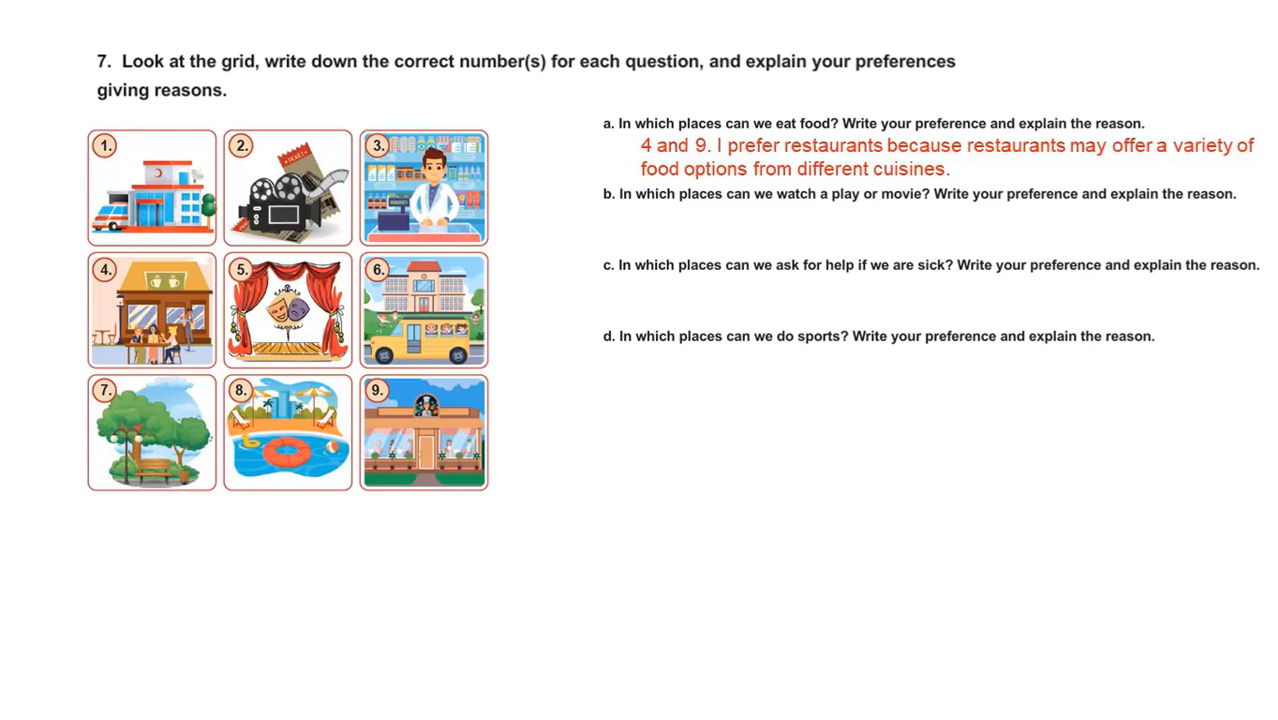 7. Look at the grid, write down the correct number(s) for each question, and explain your preferences
giving reasons.
1.
2.
TICKET
3.
4.
5.
6.
7.
8.
9.
a. In which places can we eat food? Write your preference and explain the reason.
4 and 9. I prefer restaurants because restaurants may offer a variety of
food options from different cuisines.
b. In which places can we watch a play or movie? Write your preference and explain the reason.
c. In which places can we ask for help if we are sick? Write your preference and explain the reason.
d. In which places can we do sports? Write your preference and explain the reason.